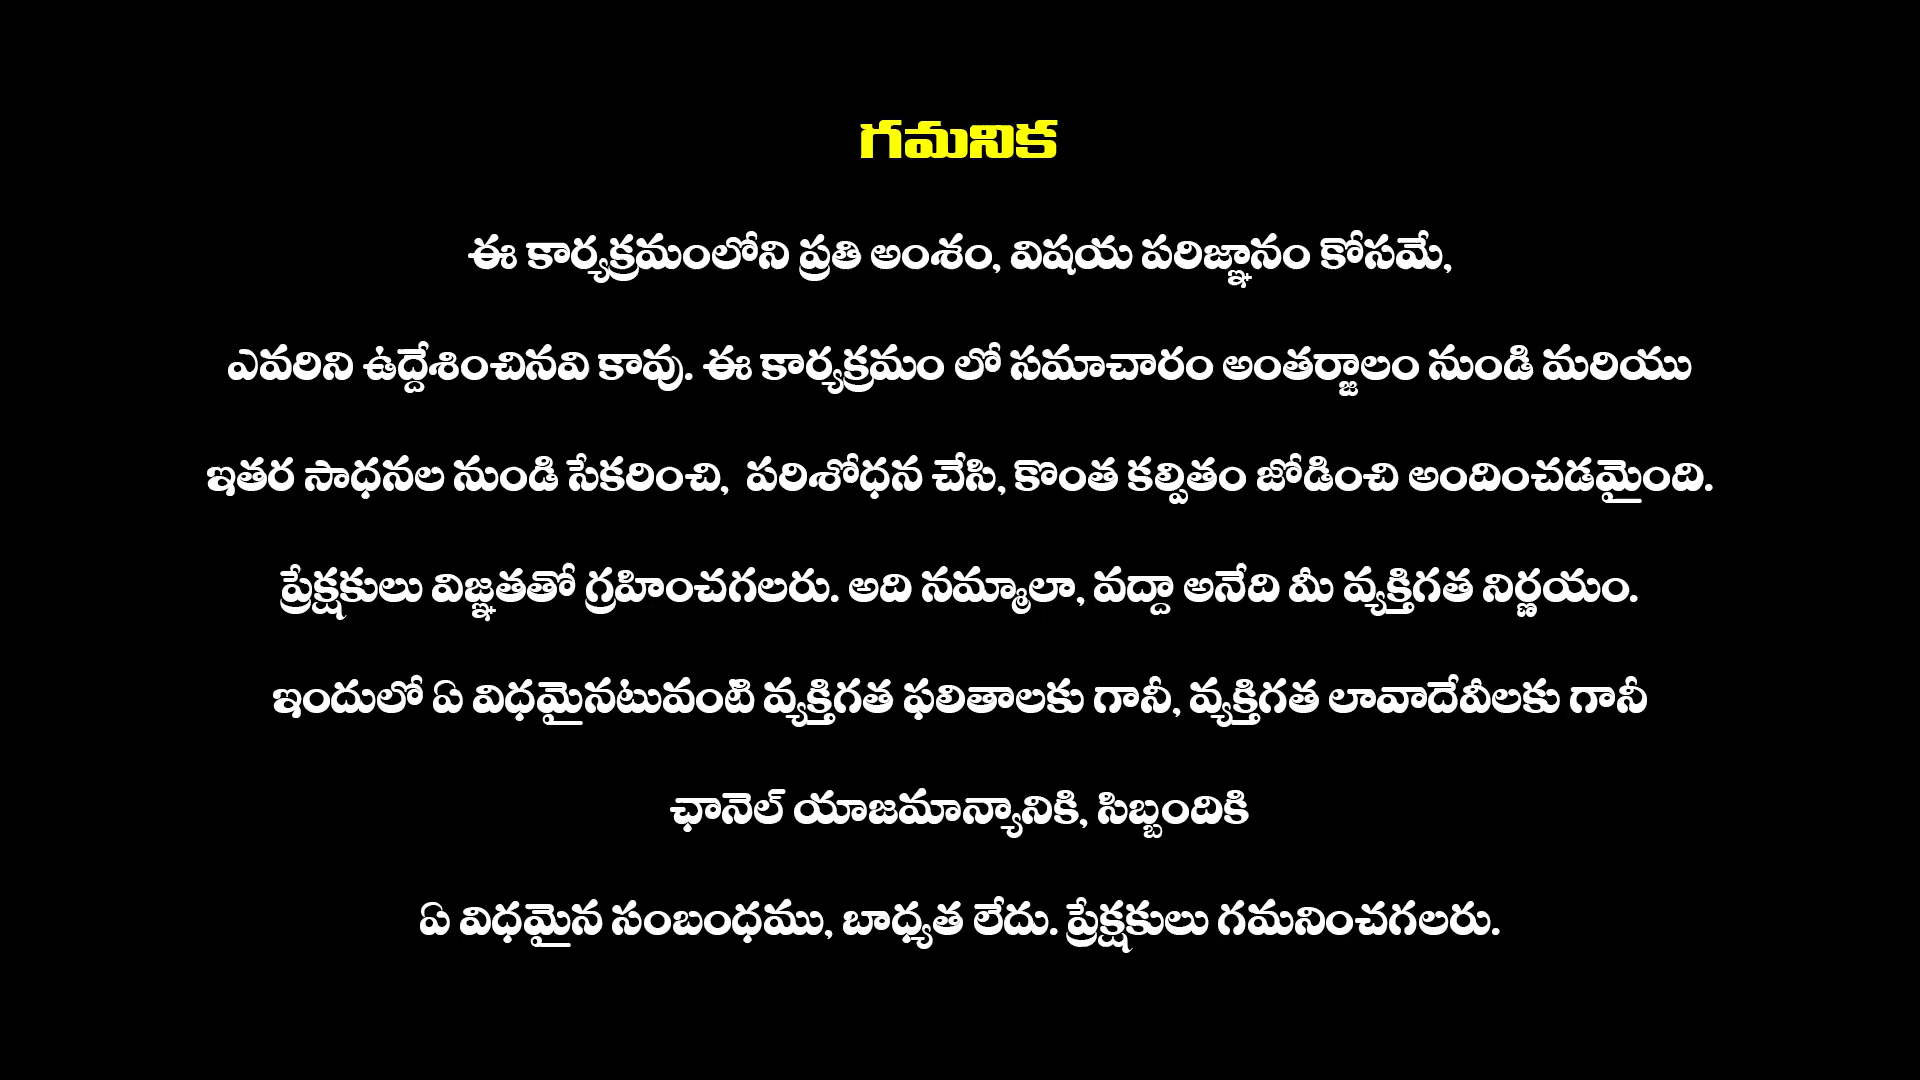 గమనిక
ఈ కార్యక్రమంలోని ప్రతి అంశం, విషయ పరిజ్ఞానం కోసమే,
ఎవరిని ఉద్దేశించినవి కావు. ఈ కార్యక్రమం లో సమాచారం అంతర్జాలం నుండి మరియు
ఇతర సాధనల నుండి సేకరించి, పరిశోధన చేసి, కొంత కల్పితం జోడించి అందించడమైంది.
ప్రేక్షకులు విజ్ఞతతో గ్రహించగలరు. అది నమ్మాలా, వద్దా అనేది మీ వ్యక్తిగత నిర్ణయం.
ఇందులో ఏ విధమైనటువంటి వ్యక్తిగత ఫలితాలకు గానీ, వ్యక్తిగత లావాదేవీలకు గానీ
ఛానెల్ యాజమాన్యానికి, సిబ్బందికి
ఏ విధమైన సంబంధము, బాధ్యత లేదు. ప్రేక్షకులు గమనించగలరు.